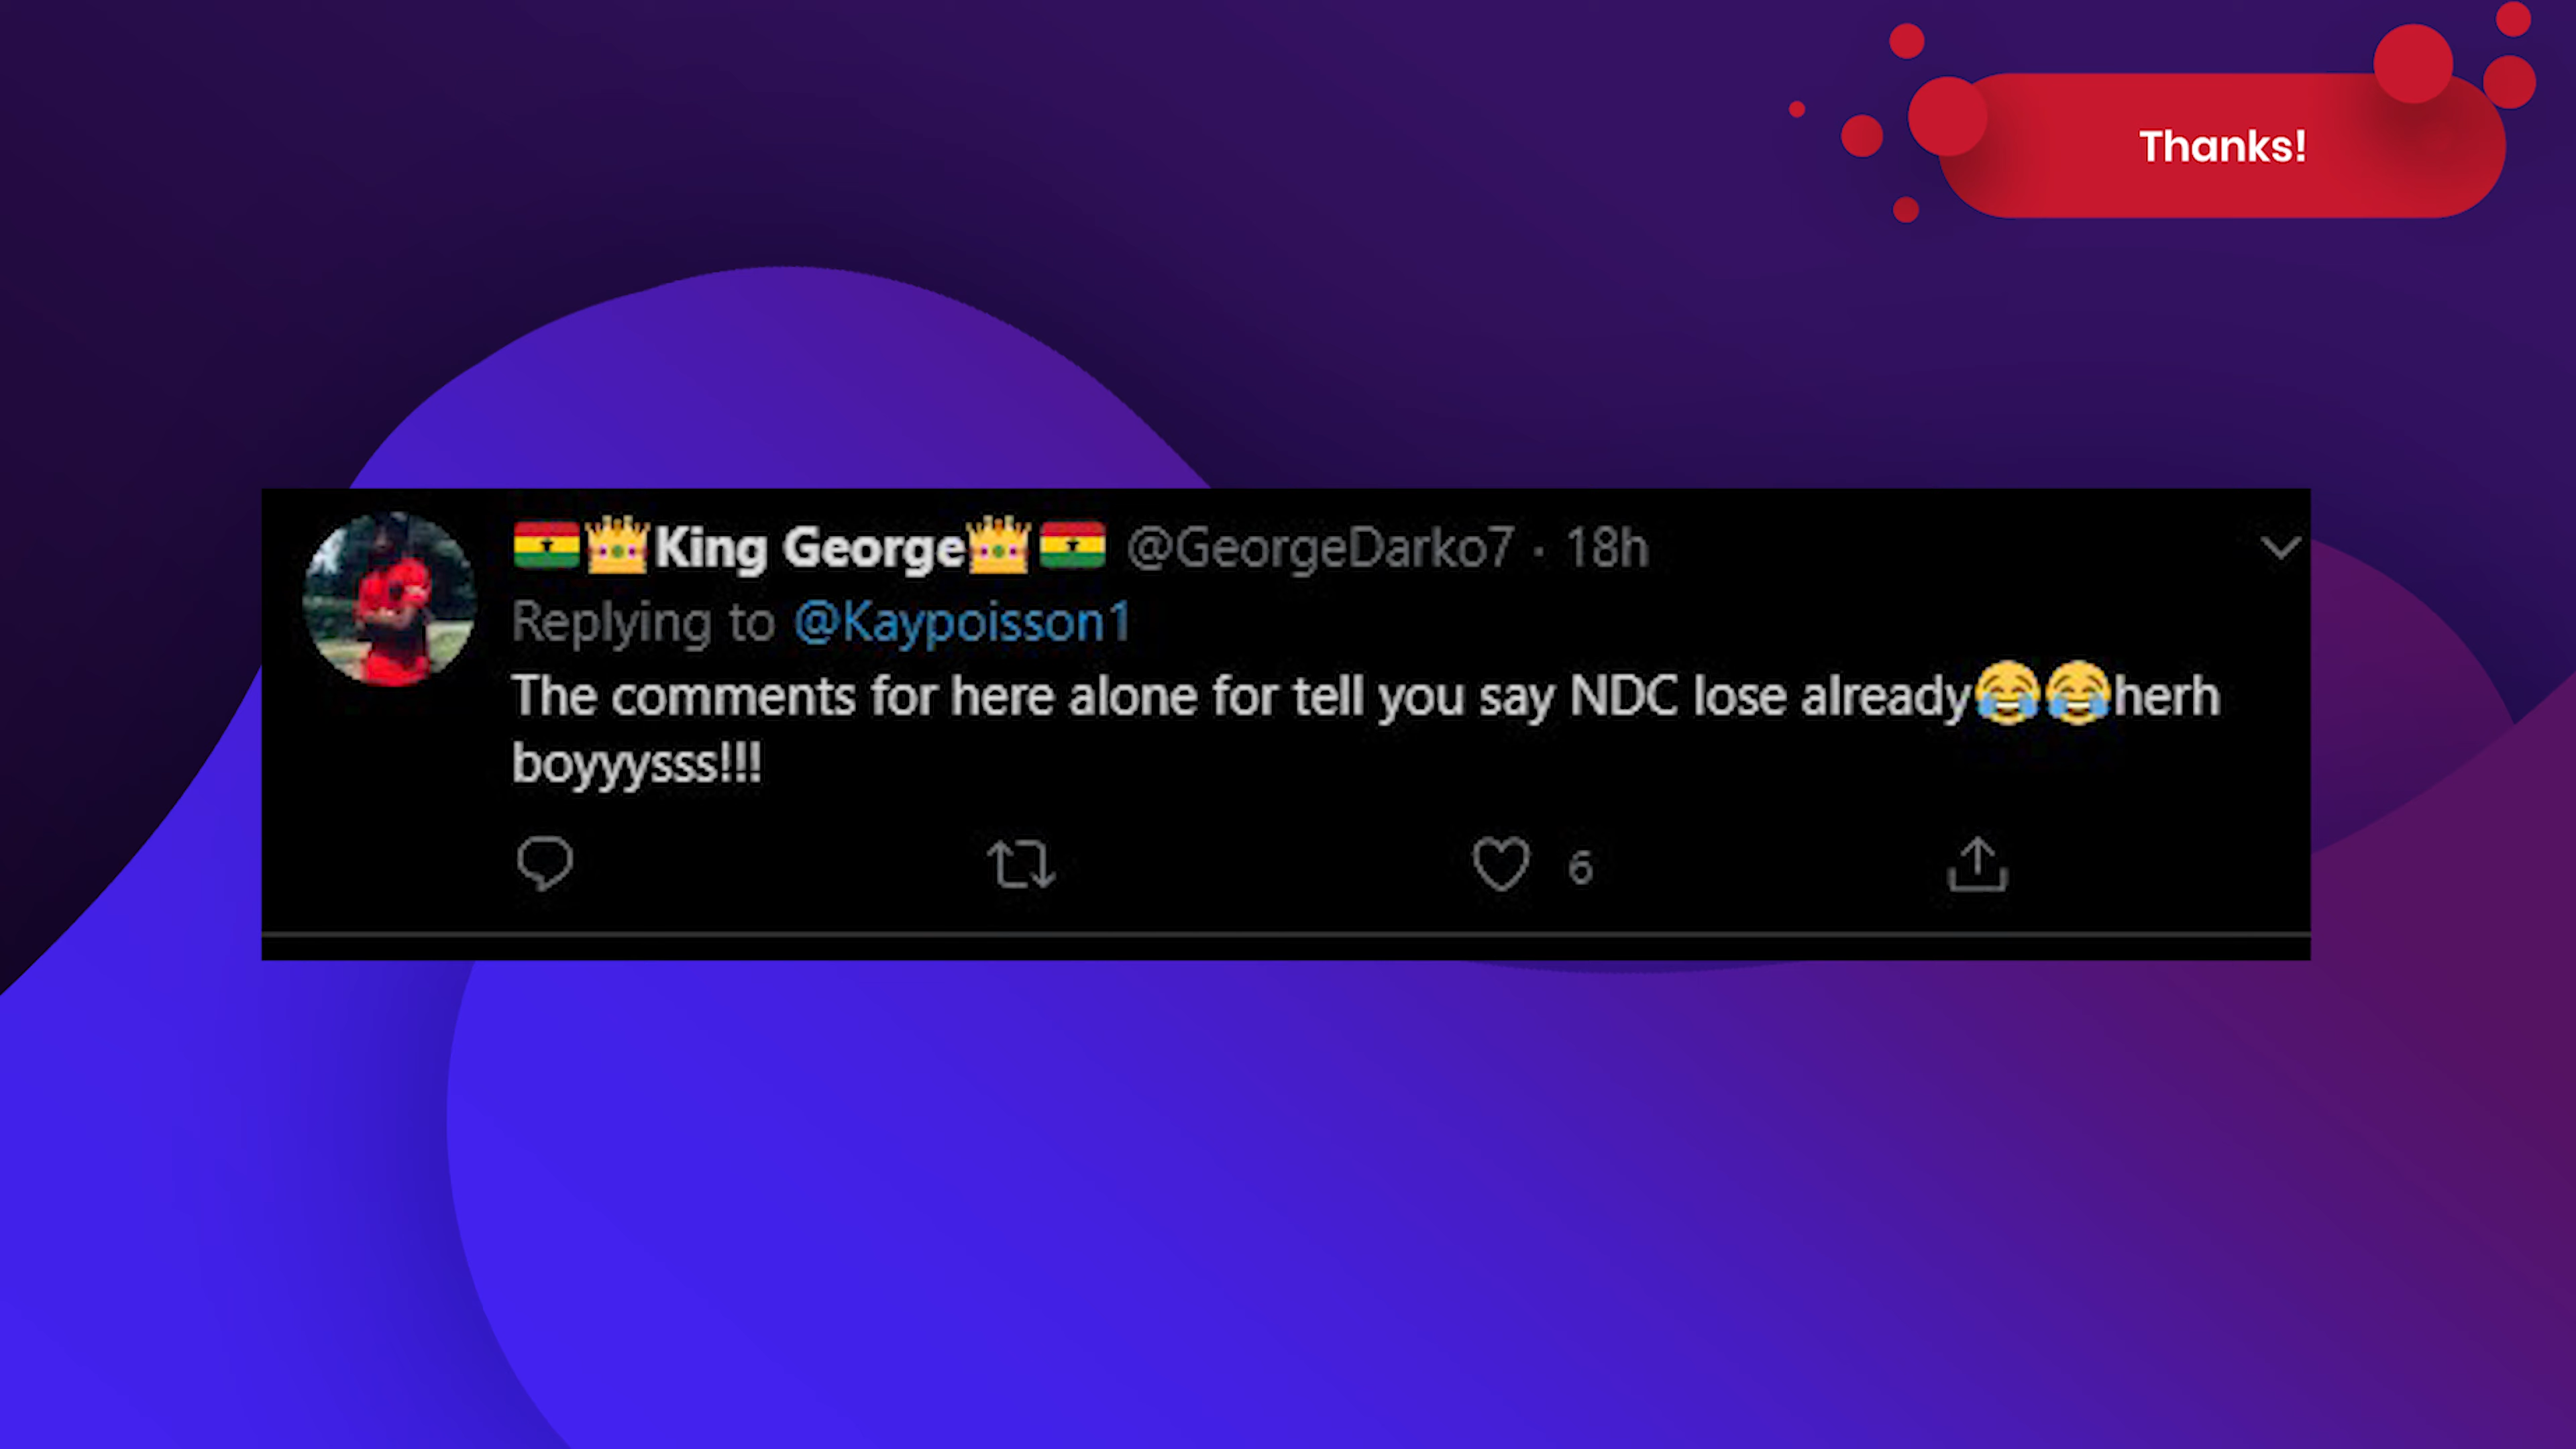 Thanks!
🇬🇭👑King George👑🇬🇭 @GeorgeDarko7 · 18h
Replying to @Kaypoisson1
The comments for here alone for tell you say NDC lose already😂😂herh
boyyysss!!!
6